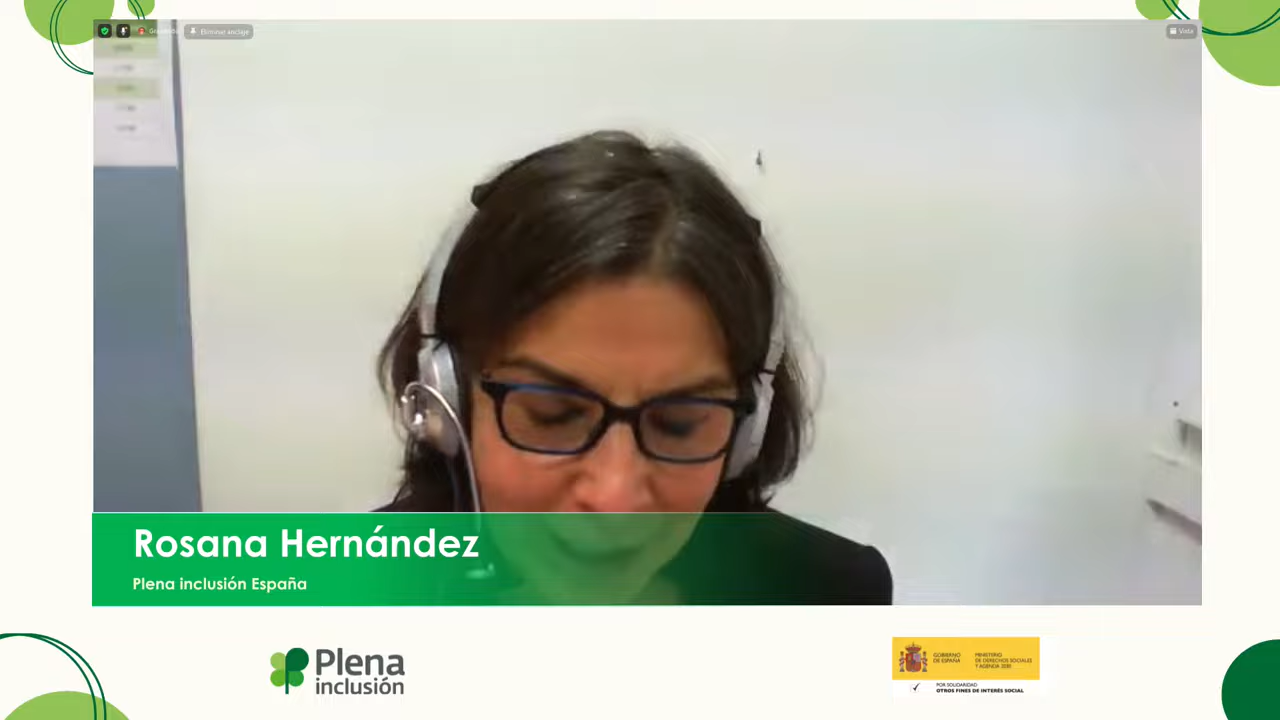 Eliminar anclaje
Vista
Rosana Hernández
Plena inclusión España
Plena
inclusión
GOBIERNO
DE ESPAÑA
MINISTERIO
DE DERECHOS SOCIALES
Y AGENDA 2030
POR SOLIDARIDAD
OTROS FINES DE INTERÉS SOCIAL